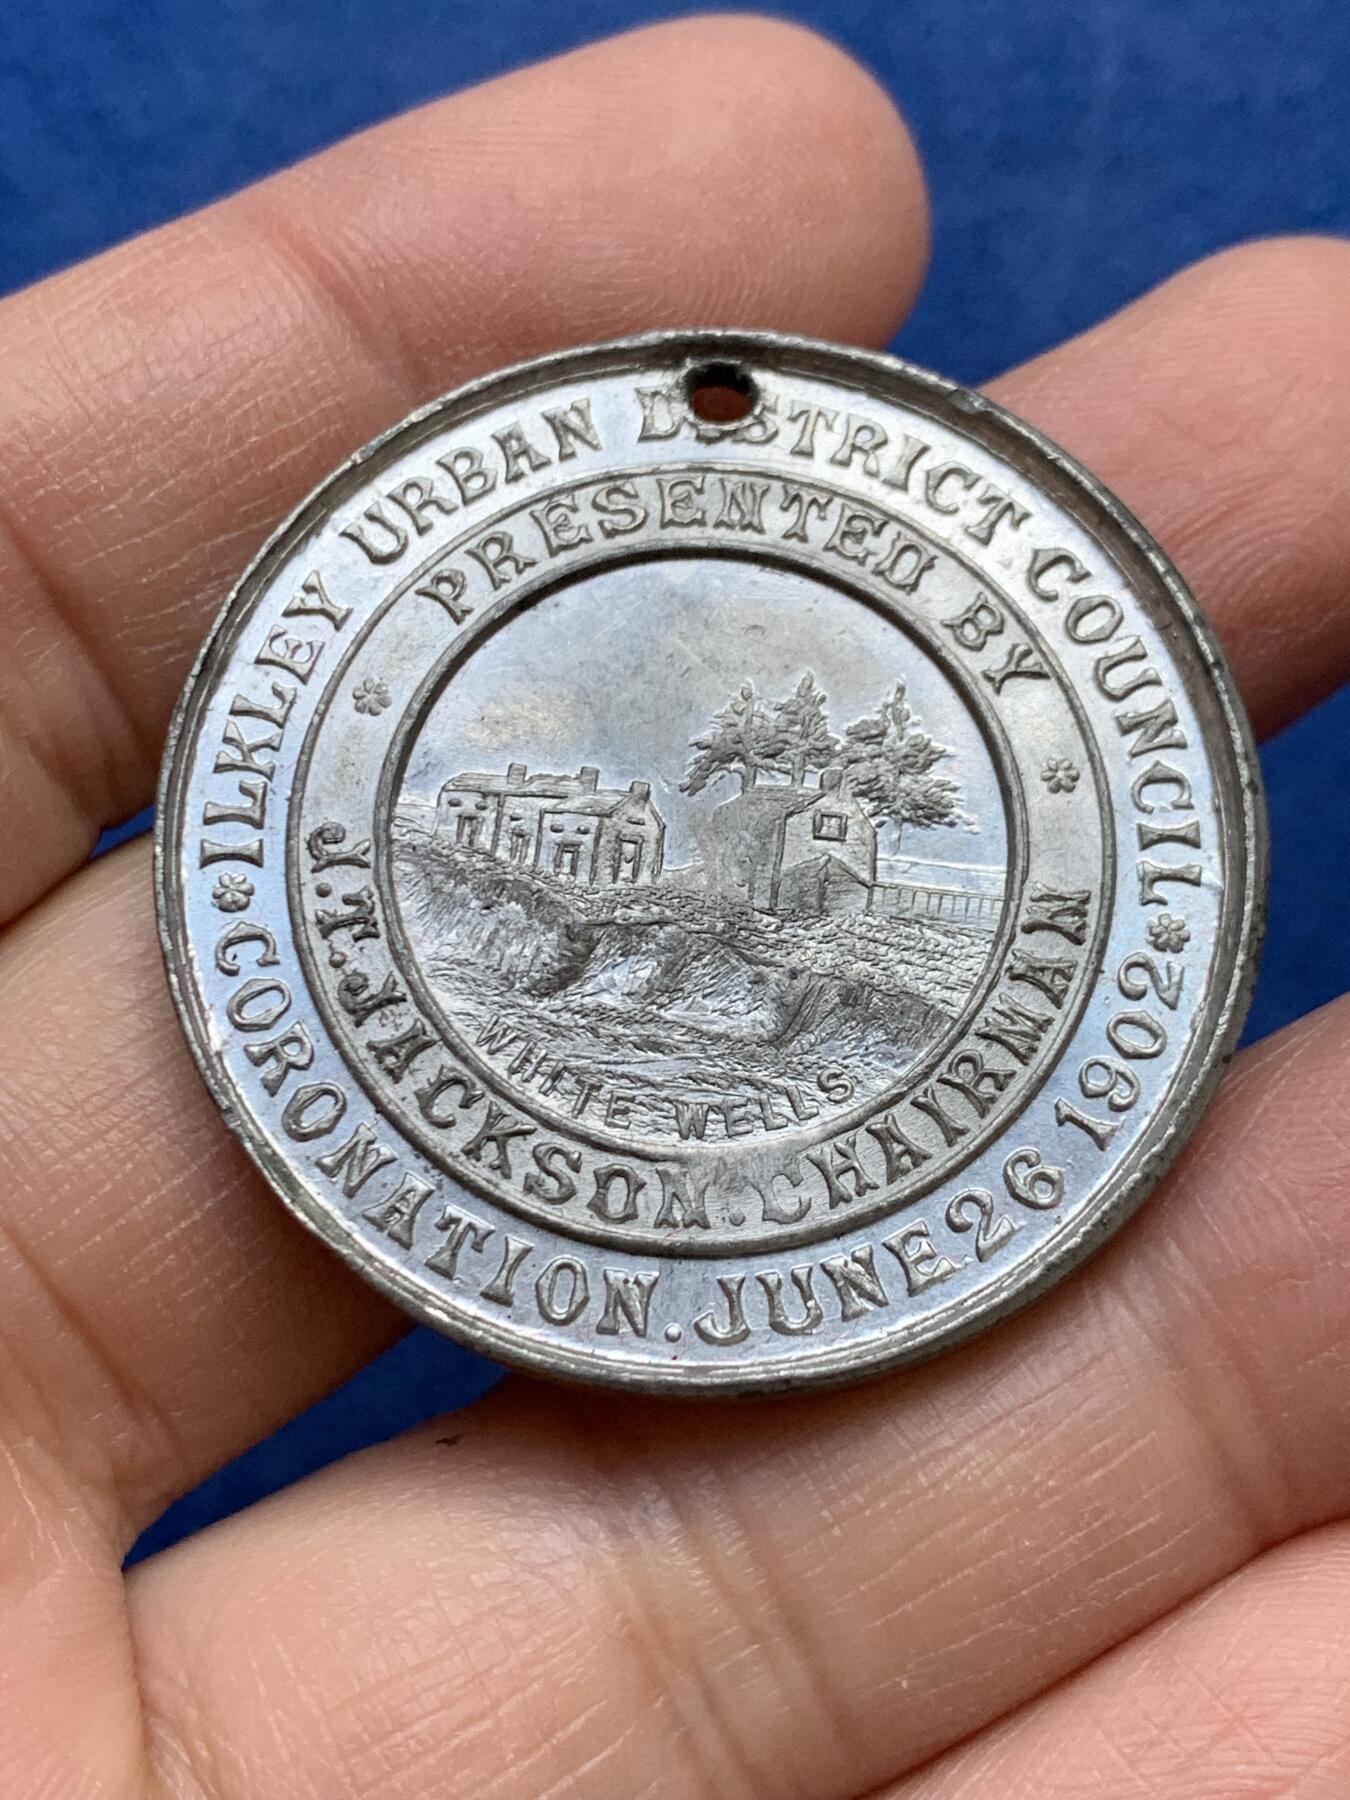 ILKLEY URBAN DISTRICT COUNCIL
CORONATION. JUNE 26 1902
PRESENTED BY
J.T. JACKSON. CHAIRMAN
WHITE WELLS